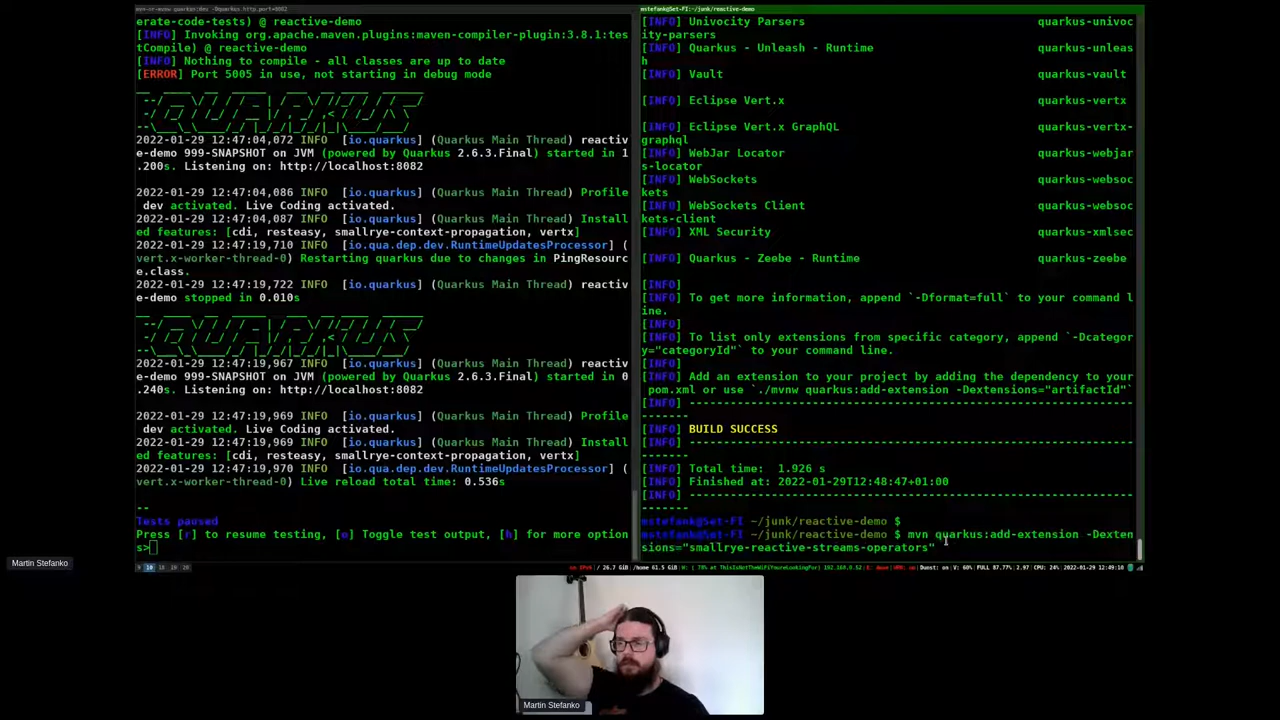 mstefank@Set-FI:~/junk/reactive-demo
erate-code-tests) @ reactive-demo
[INFO] Invoking org.apache.maven.plugins:maven-compiler-plugin:3.8.1:tes
tCompile) @ reactive-demo
[INFO] Nothing to compile - all classes are up to date
[ERROR] Port 5005 in use, not starting in debug mode
2022-01-29 12:47:04,072 INFO  [io.quarkus] (Quarkus Main Thread) reactiv
e-demo 999-SNAPSHOT on JVM (powered by Quarkus 2.6.3.Final) started in 1
.200s. Listening on: http://localhost:8082
2022-01-29 12:47:04,086 INFO  [io.quarkus] (Quarkus Main Thread) Profile
 dev activated. Live Coding activated.
2022-01-29 12:47:04,087 INFO  [io.quarkus] (Quarkus Main Thread) Install
ed features: [cdi, resteasy, smallrye-context-propagation, vertx]
2022-01-29 12:47:19,710 INFO  [io.qua.dep.dev.RuntimeUpdatesProcessor] (
vert.x-worker-thread-0) Restarting quarkus due to changes in PingResourc
e.class.
2022-01-29 12:47:19,722 INFO  [io.quarkus] (Quarkus Main Thread) reactiv
e-demo stopped in 0.010s
2022-01-29 12:47:19,967 INFO  [io.quarkus] (Quarkus Main Thread) reactiv
e-demo 999-SNAPSHOT on JVM (powered by Quarkus 2.6.3.Final) started in 0
.240s. Listening on: http://localhost:8082
2022-01-29 12:47:19,969 INFO  [io.quarkus] (Quarkus Main Thread) Profile
 dev activated. Live Coding activated.
2022-01-29 12:47:19,969 INFO  [io.quarkus] (Quarkus Main Thread) Install
ed features: [cdi, resteasy, smallrye-context-propagation, vertx]
2022-01-29 12:47:19,970 INFO  [io.qua.dep.dev.RuntimeUpdatesProcessor] (
vert.x-worker-thread-0) Live reload total time: 0.536s
--
Tests paused
Press [r] to resume testing, [o] Toggle test output, [h] for more option
s>
[INFO] Univocity Parsers quarkus-univoc
ity-parsers
[INFO] Quarkus - Unleash - Runtime quarkus-unleas
h
[INFO] Vault quarkus-vault
[INFO] Eclipse Vert.x quarkus-vertx
[INFO] Eclipse Vert.x GraphQL quarkus-vertx-
graphql
[INFO] WebJar Locator quarkus-webjar
s-locator
[INFO] WebSockets quarkus-websoc
kets
[INFO] WebSockets Client quarkus-websoc
kets-client
[INFO] XML Security quarkus-xmlsec
[INFO] Quarkus - Zeebe - Runtime quarkus-zeebe
[INFO]
[INFO] To get more information, append `-Dformat=full` to your command l
ine.
[INFO]
[INFO] To list only extensions from specific category, append `-Dcategor
y="categoryId"` to your command line.
[INFO]
[INFO] Add an extension to your project by adding the dependency to your
 pom.xml or use `./mvnw quarkus:add-extension -Dextensions="artifactId"`
[INFO] -----------------------------------------------------------------
-------
[INFO] BUILD SUCCESS
[INFO] -----------------------------------------------------------------
-------
[INFO] Total time:  1.926 s
[INFO] Finished at: 2022-01-29T12:48:47+01:00
[INFO] -----------------------------------------------------------------
-------
mstefank@Set-FI ~/junk/reactive-demo $
mstefank@Set-FI ~/junk/reactive-demo $ mvn quarkus:add-extension -Dexten
sions="smallrye-reactive-streams-operators"
Martin Stefanko
Martin Stefanko